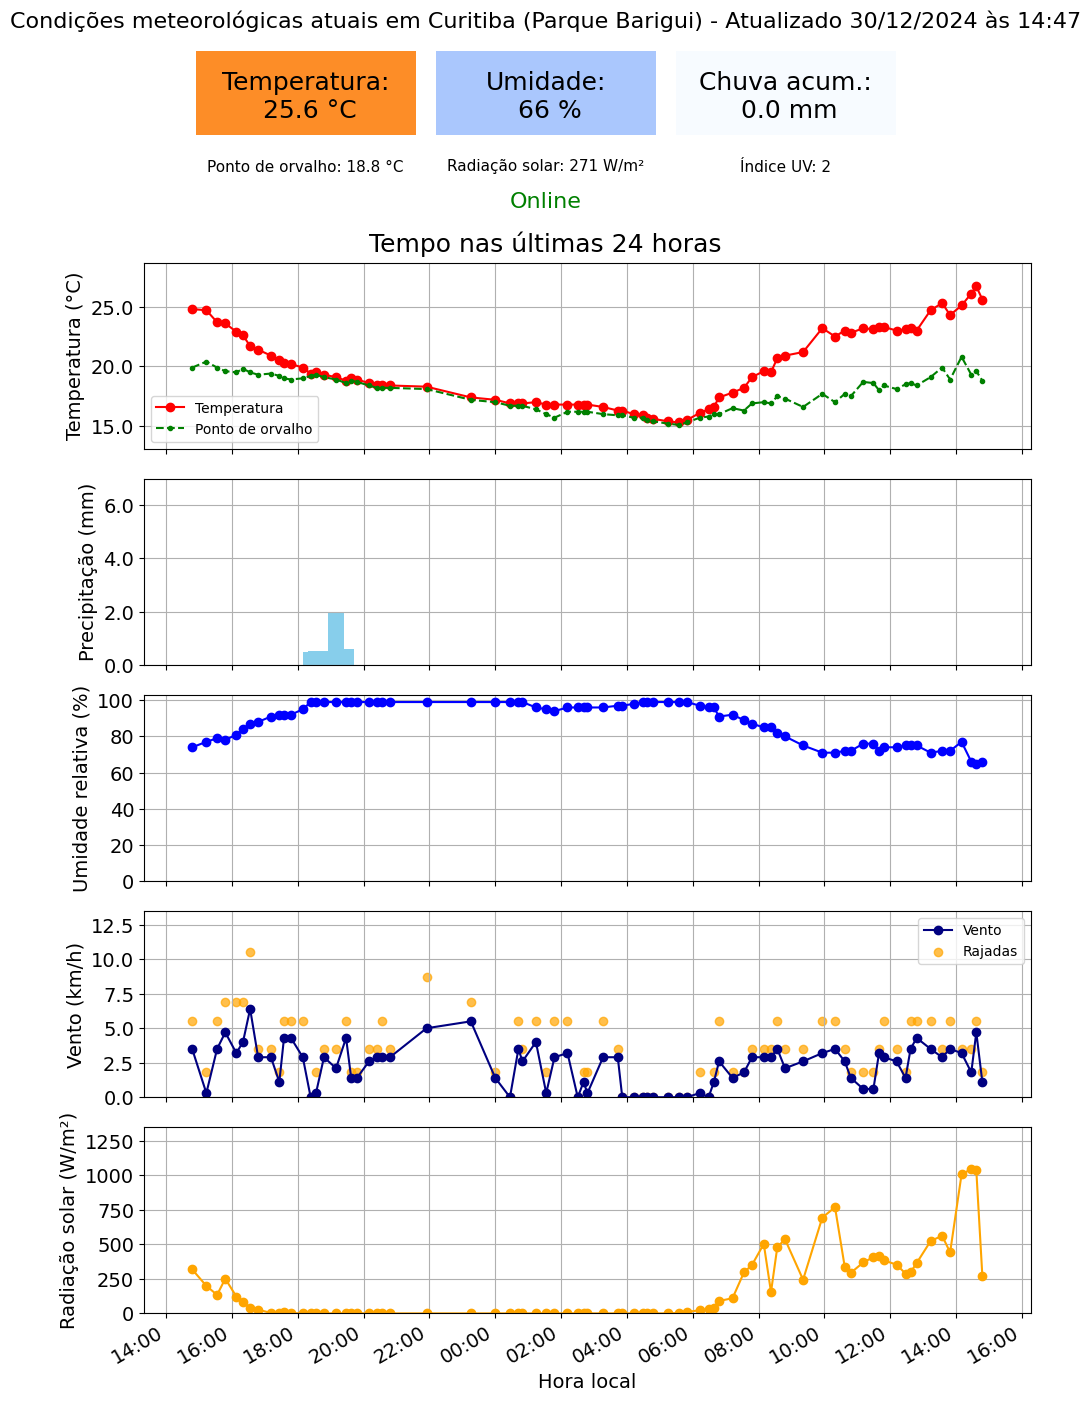 Condições meteorológicas atuais em Curitiba (Parque Barigui) - Atualizado 30/12/2024 às 14:47
Temperatura:
25.6 °C
Umidade:
66 %
Chuva acum.:
0.0 mm
Ponto de orvalho: 18.8 °C
Radiação solar: 271 W/m²
Índice UV: 2
Online
Tempo nas últimas 24 horas
Temperatura (°C)
25.0
20.0
15.0
Temperatura
Ponto de orvalho
Precipitação (mm)
6.0
4.0
2.0
0.0
Umidade relativa (%)
100
80
60
40
20
0
Vento (km/h)
12.5
10.0
7.5
5.0
2.5
0.0
Vento
Rajadas
Radiação solar (W/m²)
1250
1000
750
500
250
0
14:00
16:00
18:00
20:00
22:00
00:00
02:00
04:00
06:00
08:00
10:00
12:00
14:00
16:00
Hora local